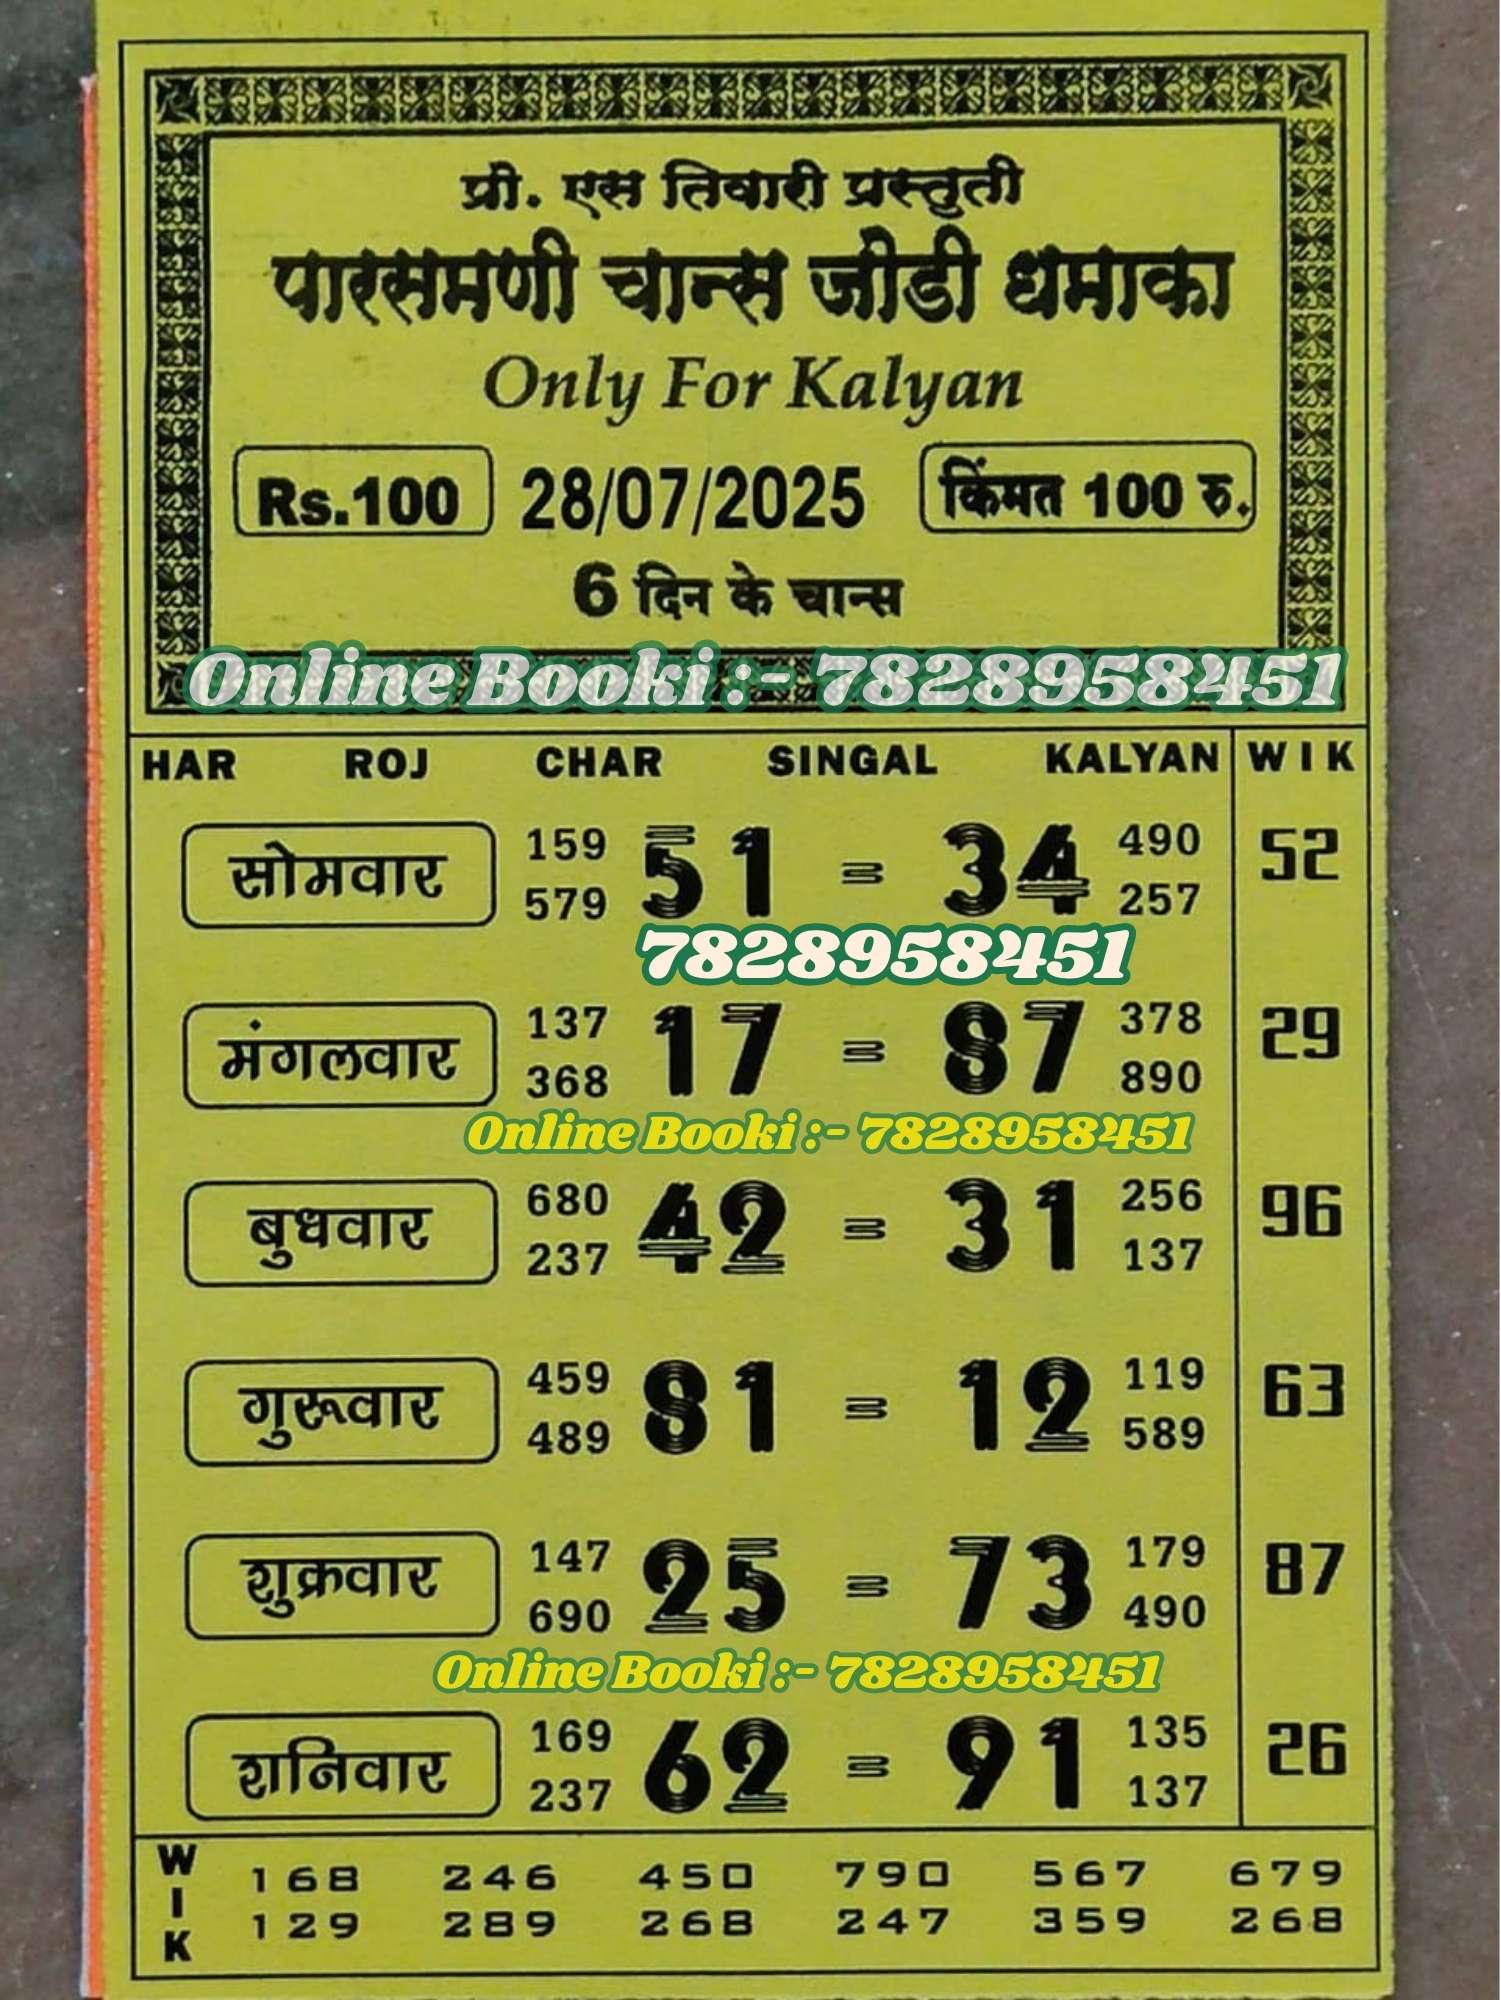 प्री. एस तिवारी प्रस्तुती
पारसमणी चान्स जोडी धमाका
Only For Kalyan
Rs.100 28/07/2025 किंमत 100 रु.
6 दिन के चान्स
Online Booki :- 7828958451
HAR ROJ CHAR SINGAL KALYAN WIK
सोमवार 159 579 51 = 34 490 257 52
7828958451
मंगलवार 137 368 17 = 87 378 890 29
Online Booki :- 7828958451
बुधवार 680 237 42 = 31 256 137 96
गुरूवार 459 489 81 = 12 119 589 63
शुक्रवार 147 690 25 = 73 179 490 87
Online Booki :- 7828958451
शनिवार 169 237 62 = 91 135 137 26
WIK
168 246 450 790 567 679
129 289 268 247 359 268